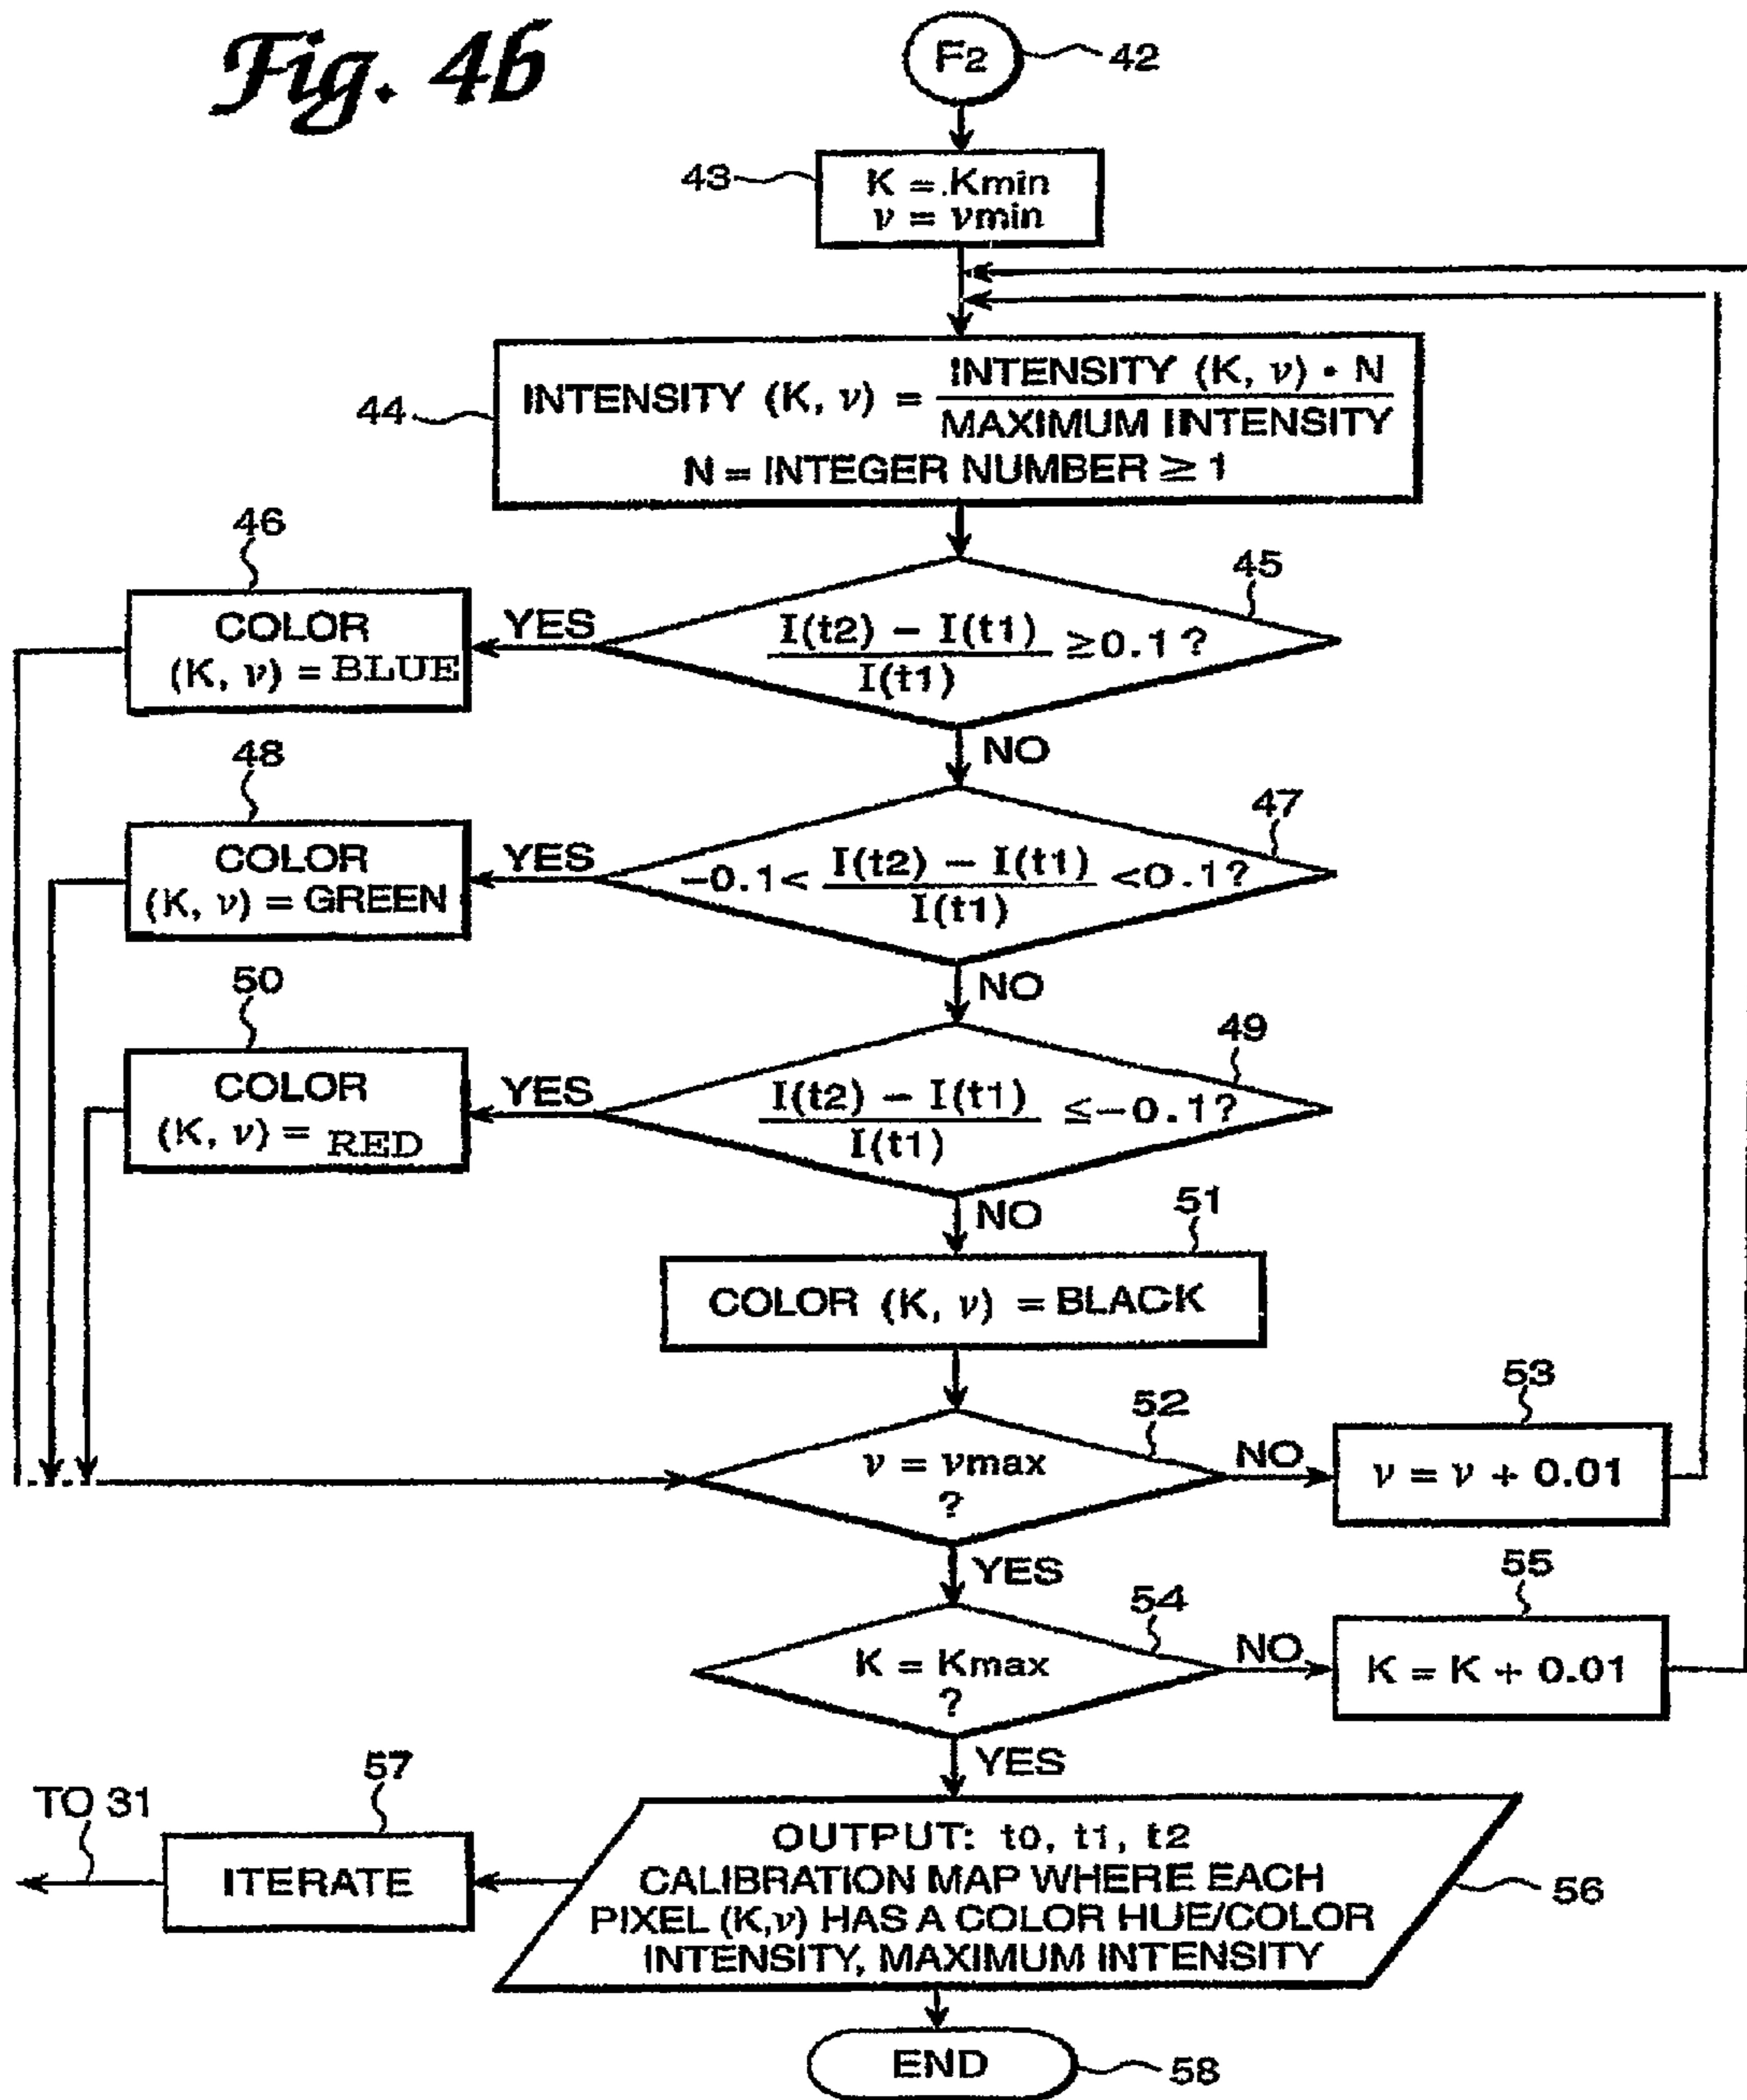 Fig. 4b
F2
42
43
K = .Kmin
ν = νmin
44
INTENSITY (K, ν) = INTENSITY (K, ν) • N / MAXIMUM INTENSITY
N = INTEGER NUMBER ≥ 1
46
45
COLOR
(K, ν) = BLUE
YES
I(t2) – I(t1) / I(t1) ≥0.1 ?
NO
48
47
COLOR
(K, ν) = GREEN
YES
–0.1< I(t2) – I(t1) / I(t1) <0.1?
NO
50
49
COLOR
(K, ν) = RED
YES
I(t2) – I(t1) / I(t1) ≤–0.1?
NO
51
COLOR (K, ν) = BLACK
52
53
ν = νmax
?
NO
ν = ν + 0.01
YES
54
55
K = Kmax
?
NO
K = K + 0.01
YES
TO 31
57
ITERATE
OUTPUT: t0, t1, t2
CALIBRATION MAP WHERE EACH
PIXEL (K,ν) HAS A COLOR HUE/COLOR
INTENSITY, MAXIMUM INTENSITY
56
END
58